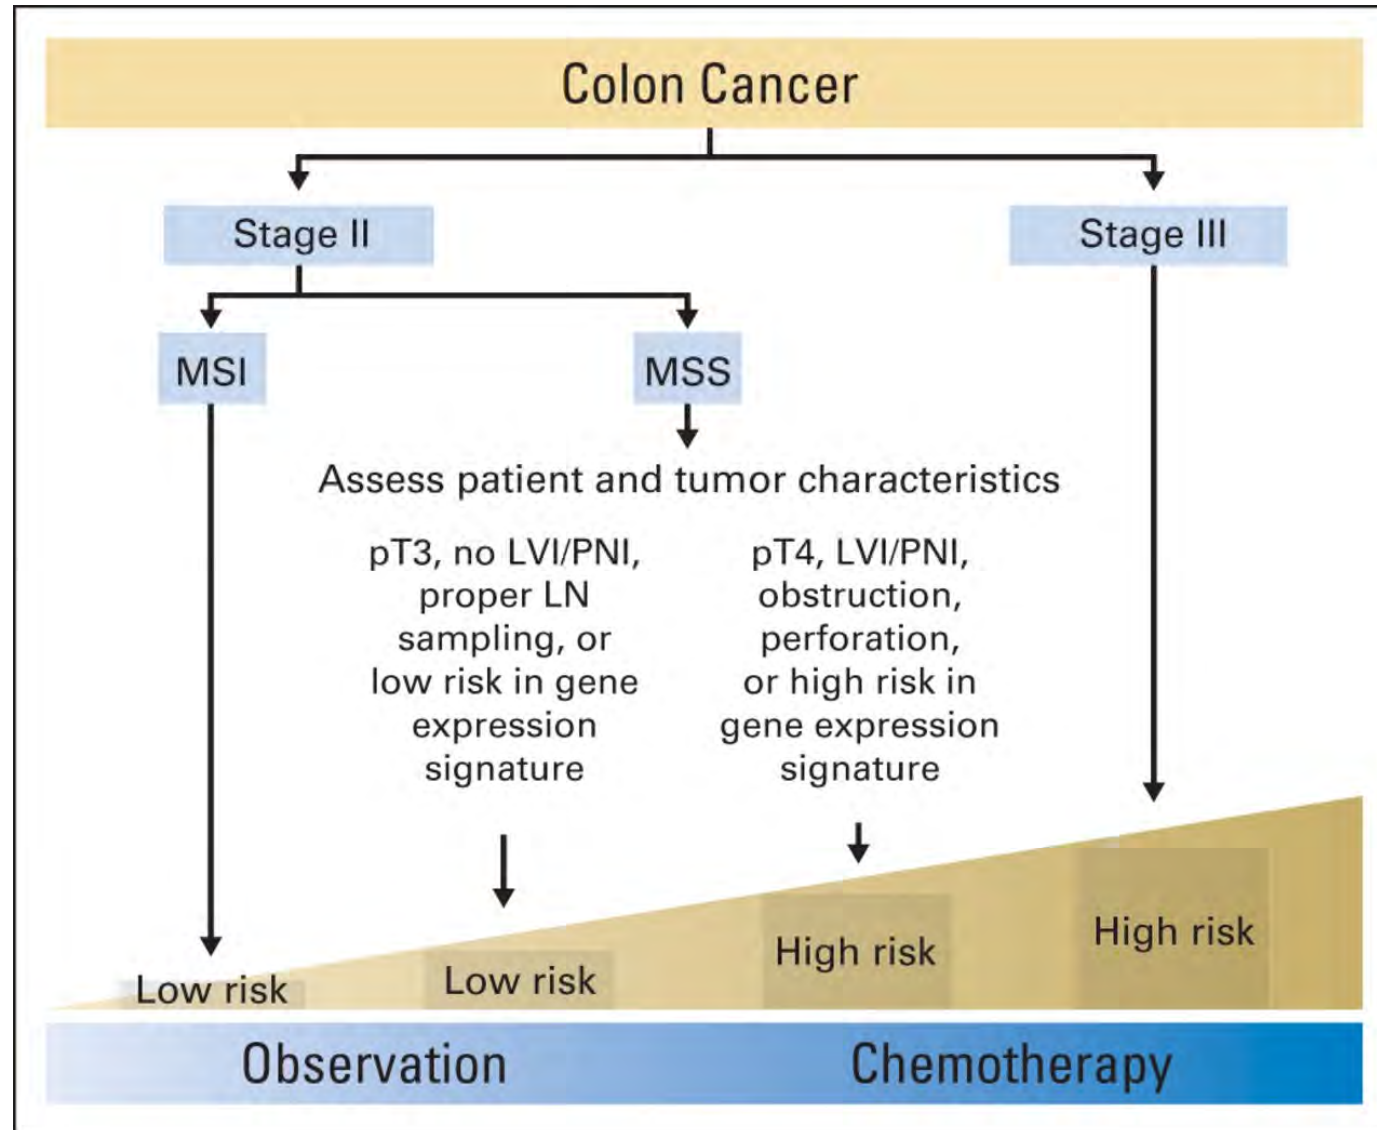 Colon Cancer
Stage II
Stage III
MSI
MSS
Assess patient and tumor characteristics
pT3, no LVI/PNI,
proper LN
sampling, or
low risk in gene
expression
signature
pT4, LVI/PNI,
obstruction,
perforation,
or high risk in
gene expression
signature
Low risk
Low risk
High risk
High risk
Observation
Chemotherapy